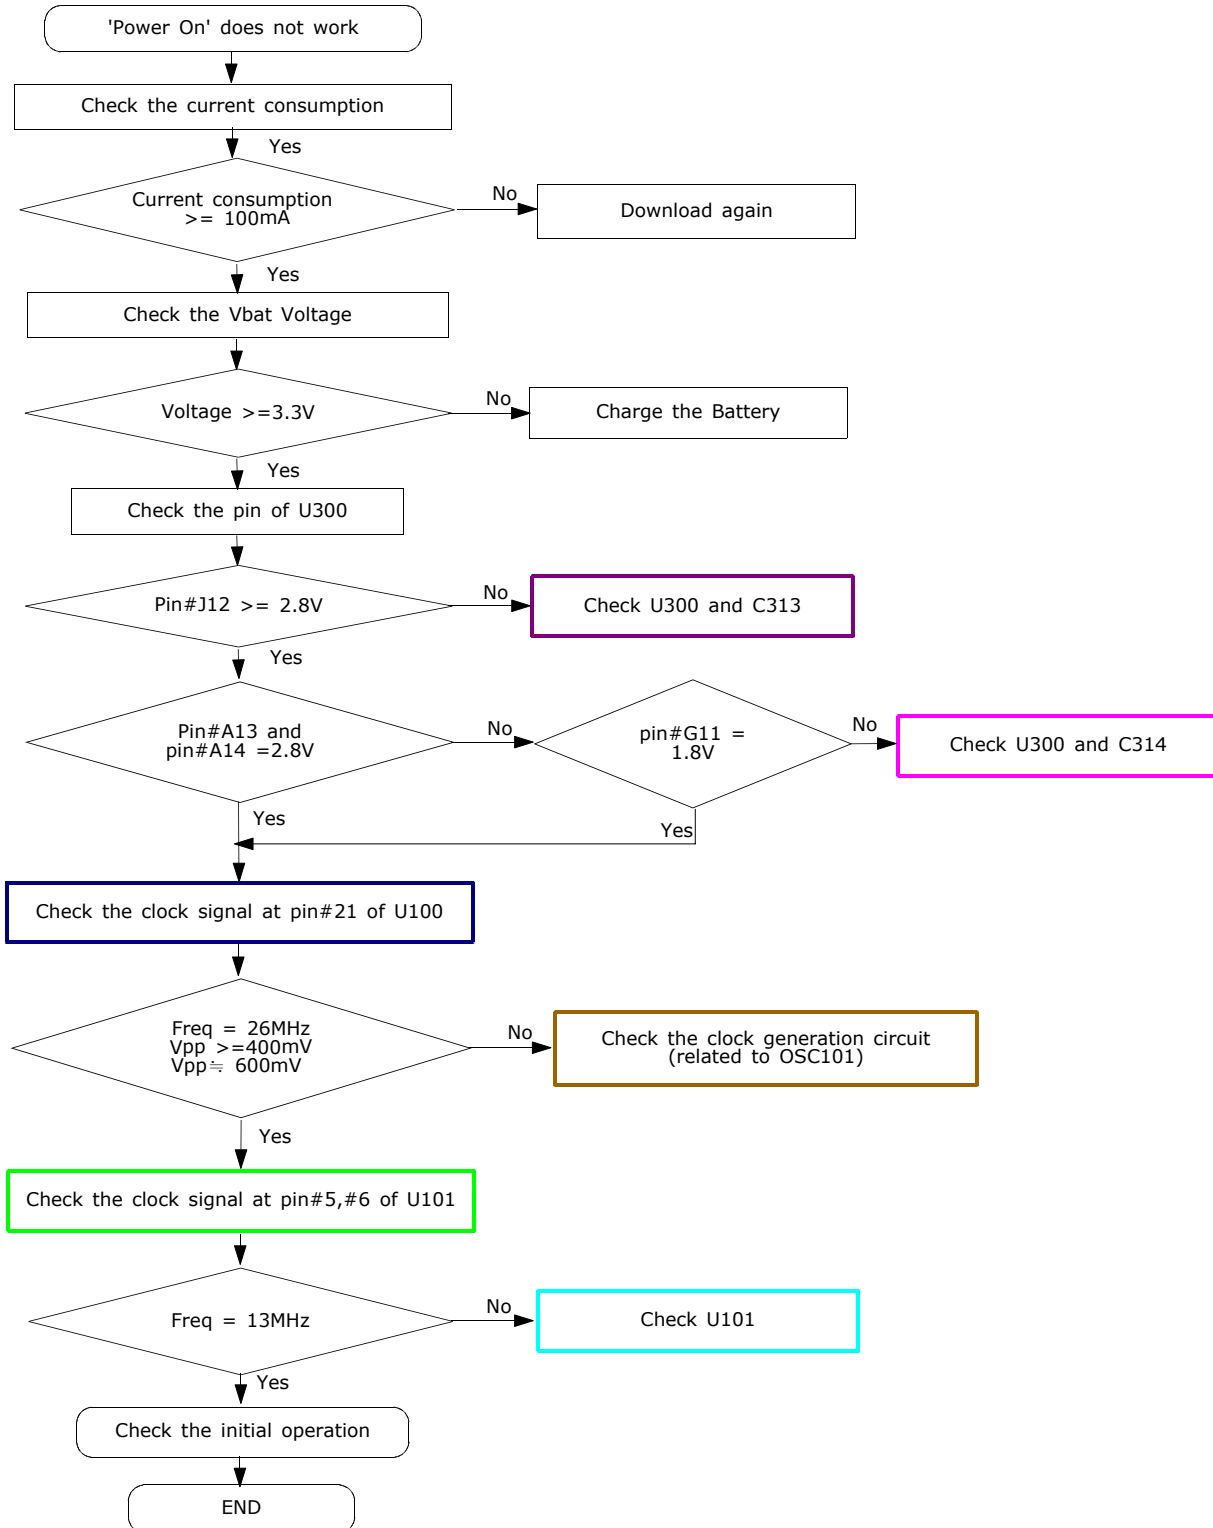 'Power On' does not work
Check the current consumption
Yes
Current consumption
>= 100mA
No
Download again
Yes
Check the Vbat Voltage
Voltage >=3.3V
No
Charge the Battery
Yes
Check the pin of U300
Pin#J12 >= 2.8V
No
Check U300 and C313
Yes
Pin#A13 and
pin#A14 =2.8V
No
pin#G11 =
1.8V
No
Check U300 and C314
Yes
Yes
Check the clock signal at pin#21 of U100
Freq = 26MHz
Vpp >=400mV
Vpp≒ 600mV
No
Check the clock generation circuit
(related to OSC101)
Yes
Check the clock signal at pin#5,#6 of U101
Freq = 13MHz
No
Check U101
Yes
Check the initial operation
END